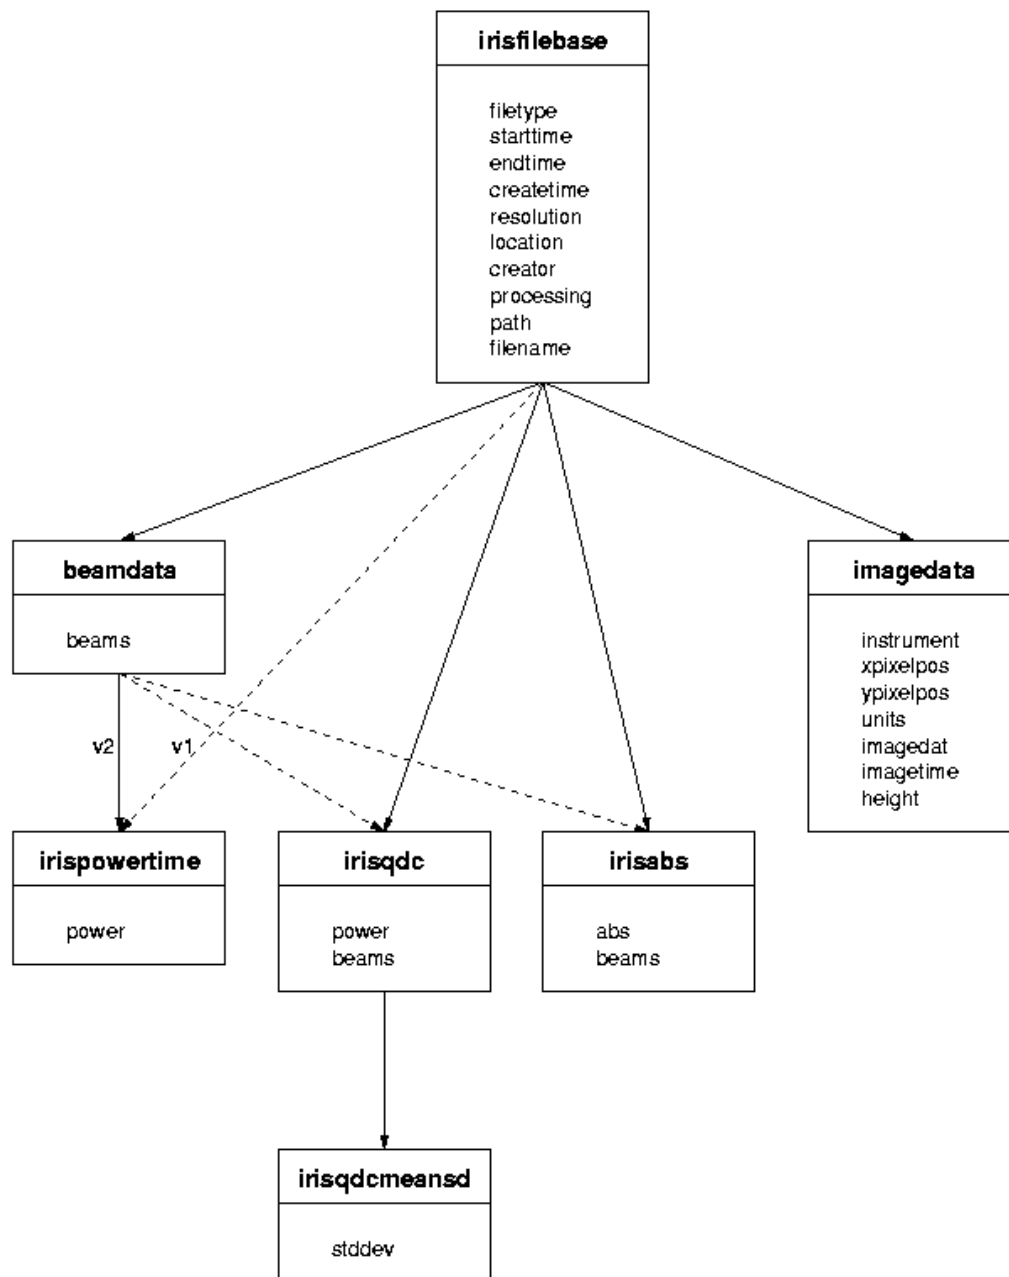 irisfilebase
filetype
starttime
endtime
createtime
resolution
location
creator
processing
path
filename
beamdata
beams
imagedata
instrument
xpixelpos
ypixelpos
units
imagedat
imagetime
height
v2
v1
irispowertime
power
irisqdc
power
beams
irisabs
abs
beams
irisqdcmeansd
stddev